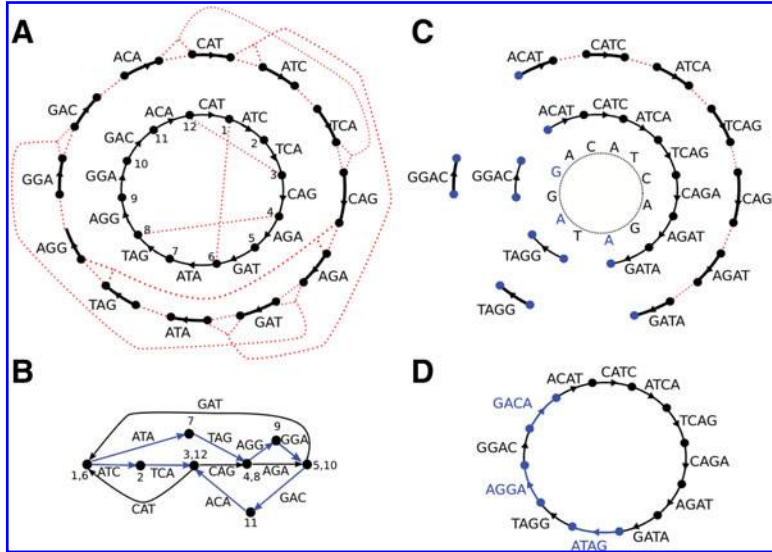 A
CAT
ACA
ATC
GAC
TCA
GGA
CAG
AGG
AGA
TAG
GAT
ATA
CAT
ACA
ATC
12
1
GAC
11
2
TCA
10
3
GGA
CAG
9
4
AGG
AGA
8
5
TAG
7
6
GAT
ATA
B
GAT
7
9
ATA
TAG
AGG
GGA
1,6
ATC
2
TCA
3,12
CAG
4,8
AGA
5,10
CAT
ACA
GAC
11
C
CATC
ACAT
ATCA
TCAG
CAG
AGAT
GATA
GGAC
TAGG
ACAT
CATC
ATCA
TCAG
CAGA
AGAT
GATA
GGAC
TAGG
A
C
A
T
C
A
G
A
T
A
G
G
D
CATC
ACAT
ATCA
GACA
TCAG
GGAC
CAGA
AGGA
AGAT
TAGG
GATA
ATAG